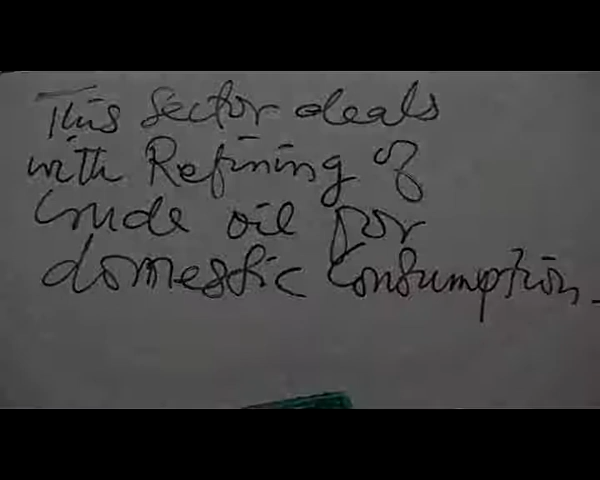 This Sector deals
with Refining of
Crude oil for
domestic Consumption.